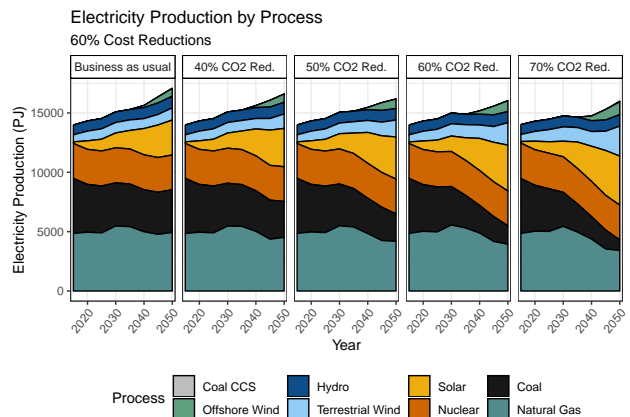 Electricity Production by Process
60% Cost Reductions
Business as usual 40% CO2 Red. 50% CO2 Red. 60% CO2 Red. 70% CO2 Red.
Electricity Production (PJ)
15000
10000
5000
0
2020 2030 2040 2050 2020 2030 2040 2050 2020 2030 2040 2050 2020 2030 2040 2050 2020 2030 2040 2050
Year
Process
Coal CCS Hydro Solar Coal
Offshore Wind Terrestrial Wind Nuclear Natural Gas